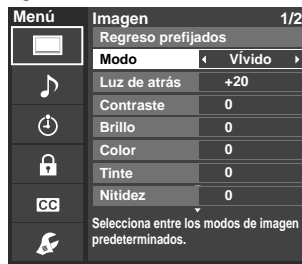 Menú
Imagen 1/2
Regreso prefijados
Modo VÍvido
Luz de atrás +20
Contraste 0
Brillo 0
Color 0
Tinte 0
Nitidez 0
CC
Selecciona entre los modos de imagen
predeterminados.